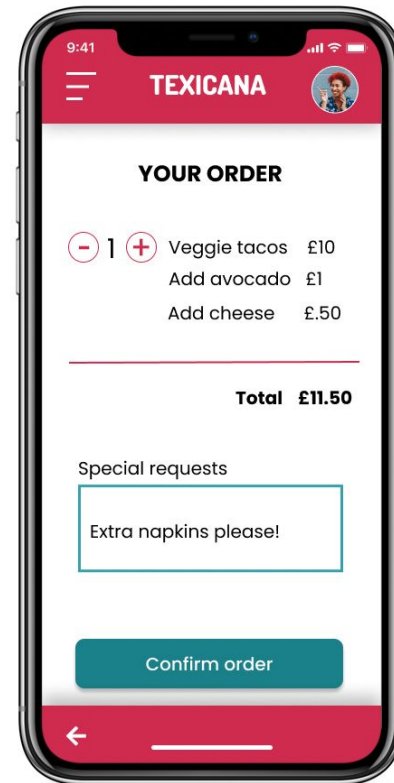 9:41
TEXICANA
YOUR ORDER
- 1 + Veggie tacos £10
Add avocado £1
Add cheese £.50
Total £11.50
Special requests
Extra napkins please!
Confirm order